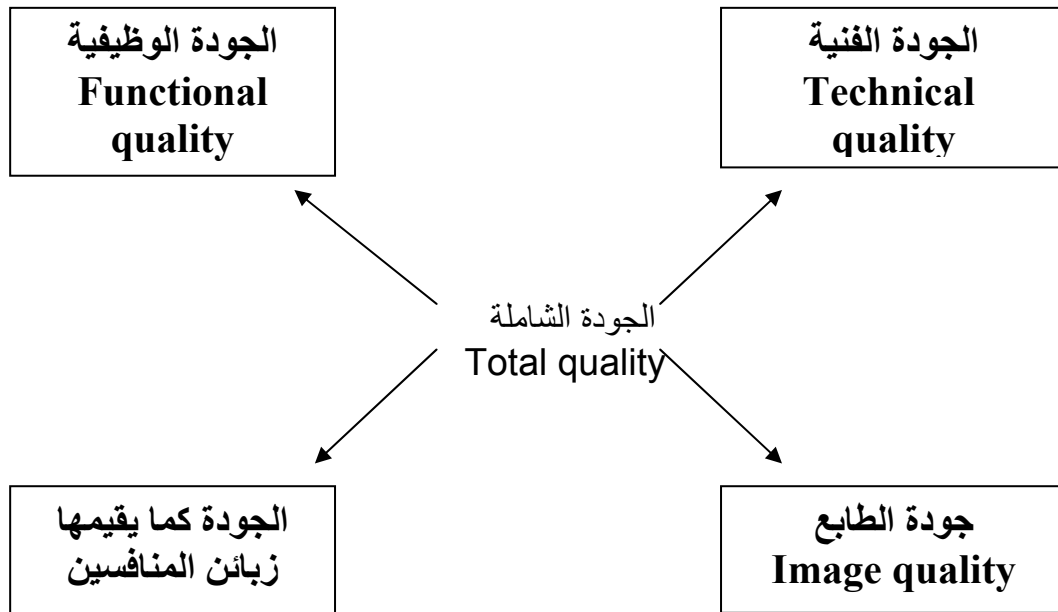 الجودة الفنية
Technical
quality
الجودة الوظيفية
Functional
quality
الجودة الشاملة
Total quality
جودة الطابع
Image quality
الجودة كما يقيمها
زبائن المنافسين